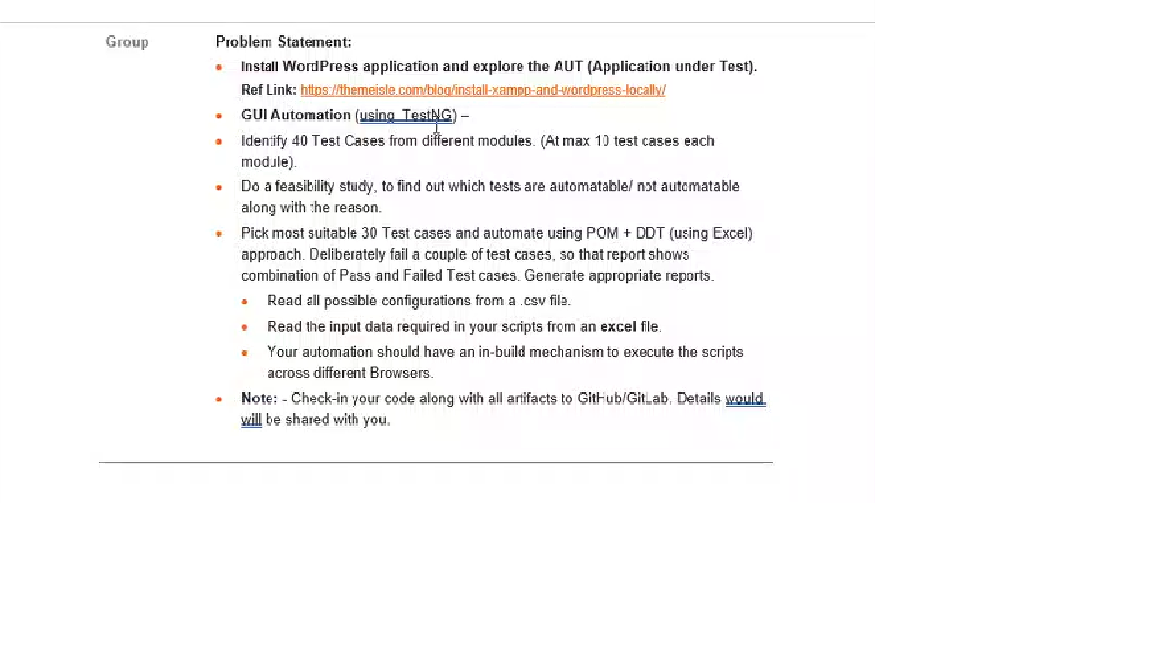 Group
Problem Statement:
Install WordPress application and explore the AUT (Application under Test).
Ref Link: https://themeisle.com/blog/install-xampp-and-wordpress-locally/
GUI Automation (using TestNG) –
Identify 40 Test Cases from different modules. (At max 10 test cases each
module).
Do a feasibility study, to find out which tests are automatable/ not automatable
along with the reason.
Pick most suitable 30 Test cases and automate using POM + DDT (using Excel)
approach. Deliberately fail a couple of test cases, so that report shows
combination of Pass and Failed Test cases. Generate appropriate reports.
Read all possible configurations from a .csv file.
Read the input data required in your scripts from an excel file.
Your automation should have an in-build mechanism to execute the scripts
across different Browsers.
Note: - Check-in your code along with all artifacts to GitHub/GitLab. Details would
will be shared with you.